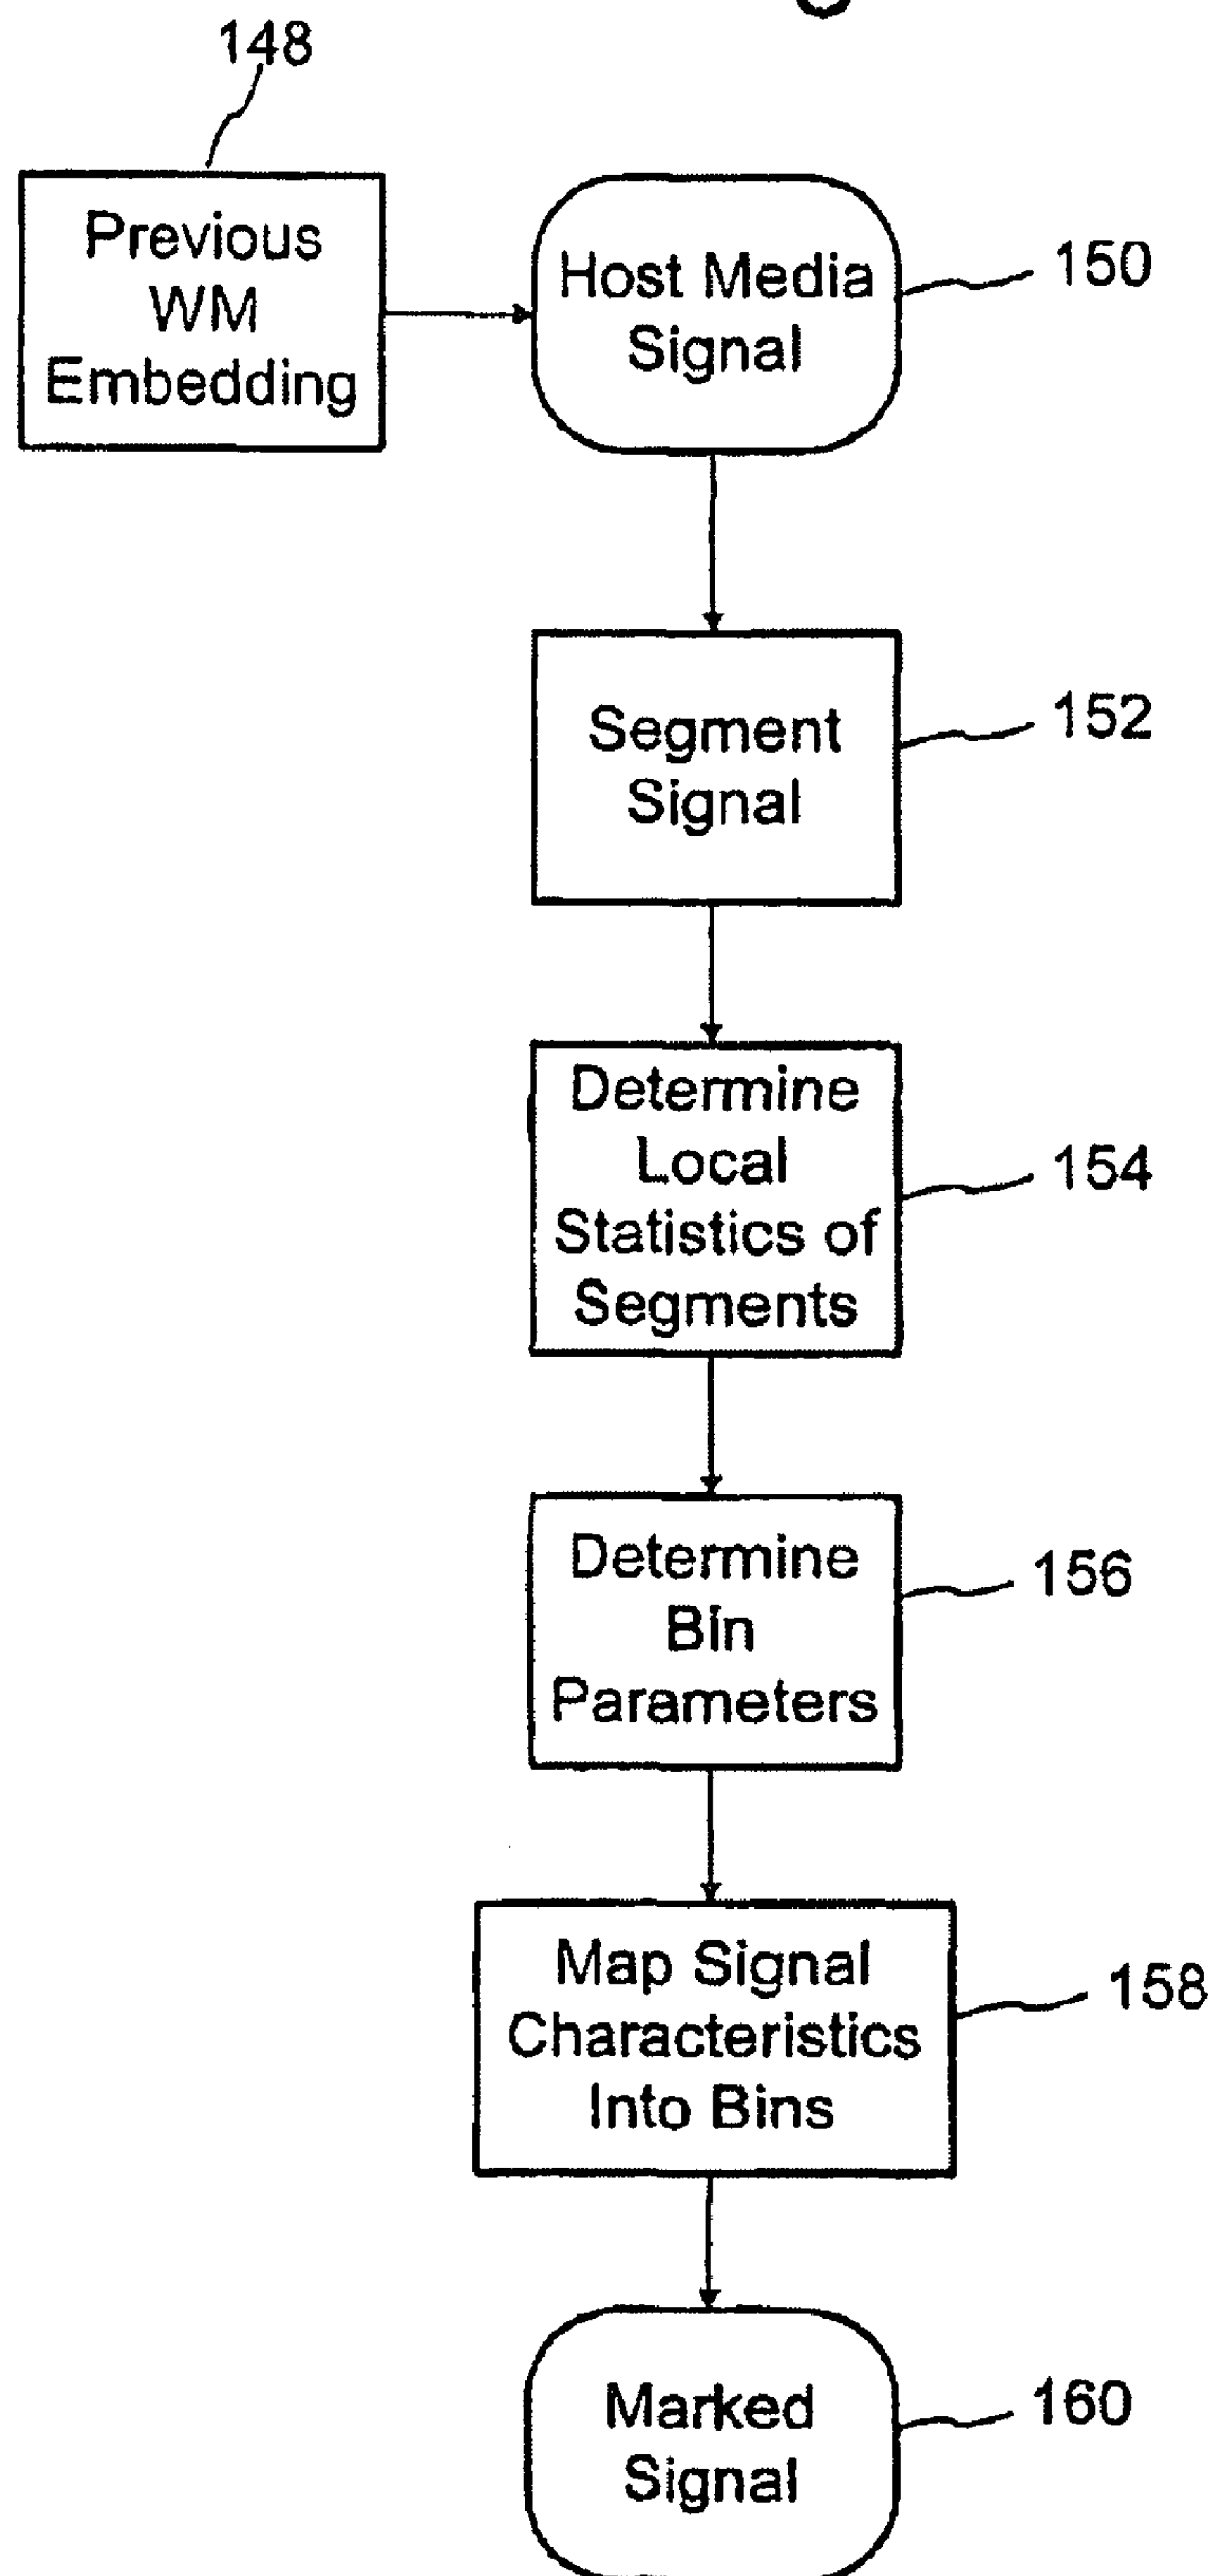 148
Previous
WM
Embedding
Host Media
Signal
150
Segment
Signal
152
Determine
Local
Statistics of
Segments
154
Determine
Bin
Parameters
156
Map Signal
Characteristics
Into Bins
158
Marked
Signal
160